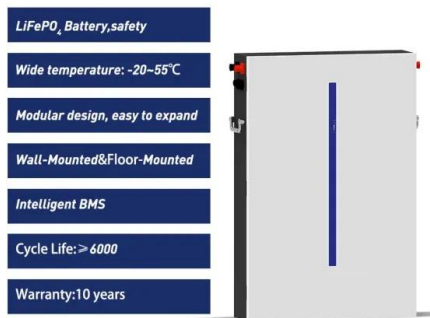 LiFePO₄ Battery,safety
Wide temperature: -20~55℃
Modular design, easy to expand
Wall-Mounted&Floor-Mounted
Intelligent BMS
Cycle Life:≥6000
Warranty:10 years